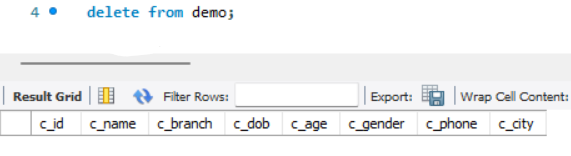 4 delete from demo;
Result Grid Filter Rows: Export: Wrap Cell Content:
c_id c_name c_branch c_dob c_age c_gender c_phone c_city